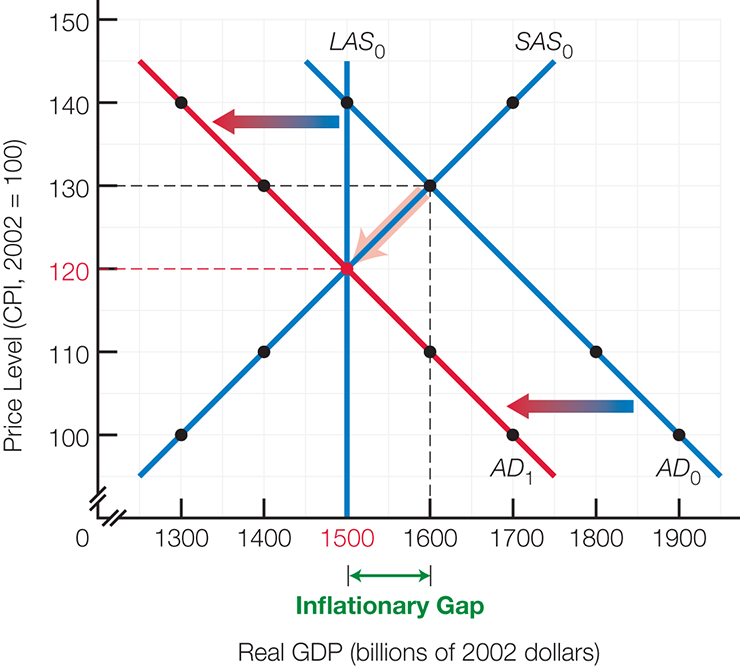 Price Level (CPI, 2002 = 100)
150
140
130
120
110
100
0
LAS0
SAS0
AD1
AD0
1300 1400 1500 1600 1700 1800 1900
Inflationary Gap
Real GDP (billions of 2002 dollars)